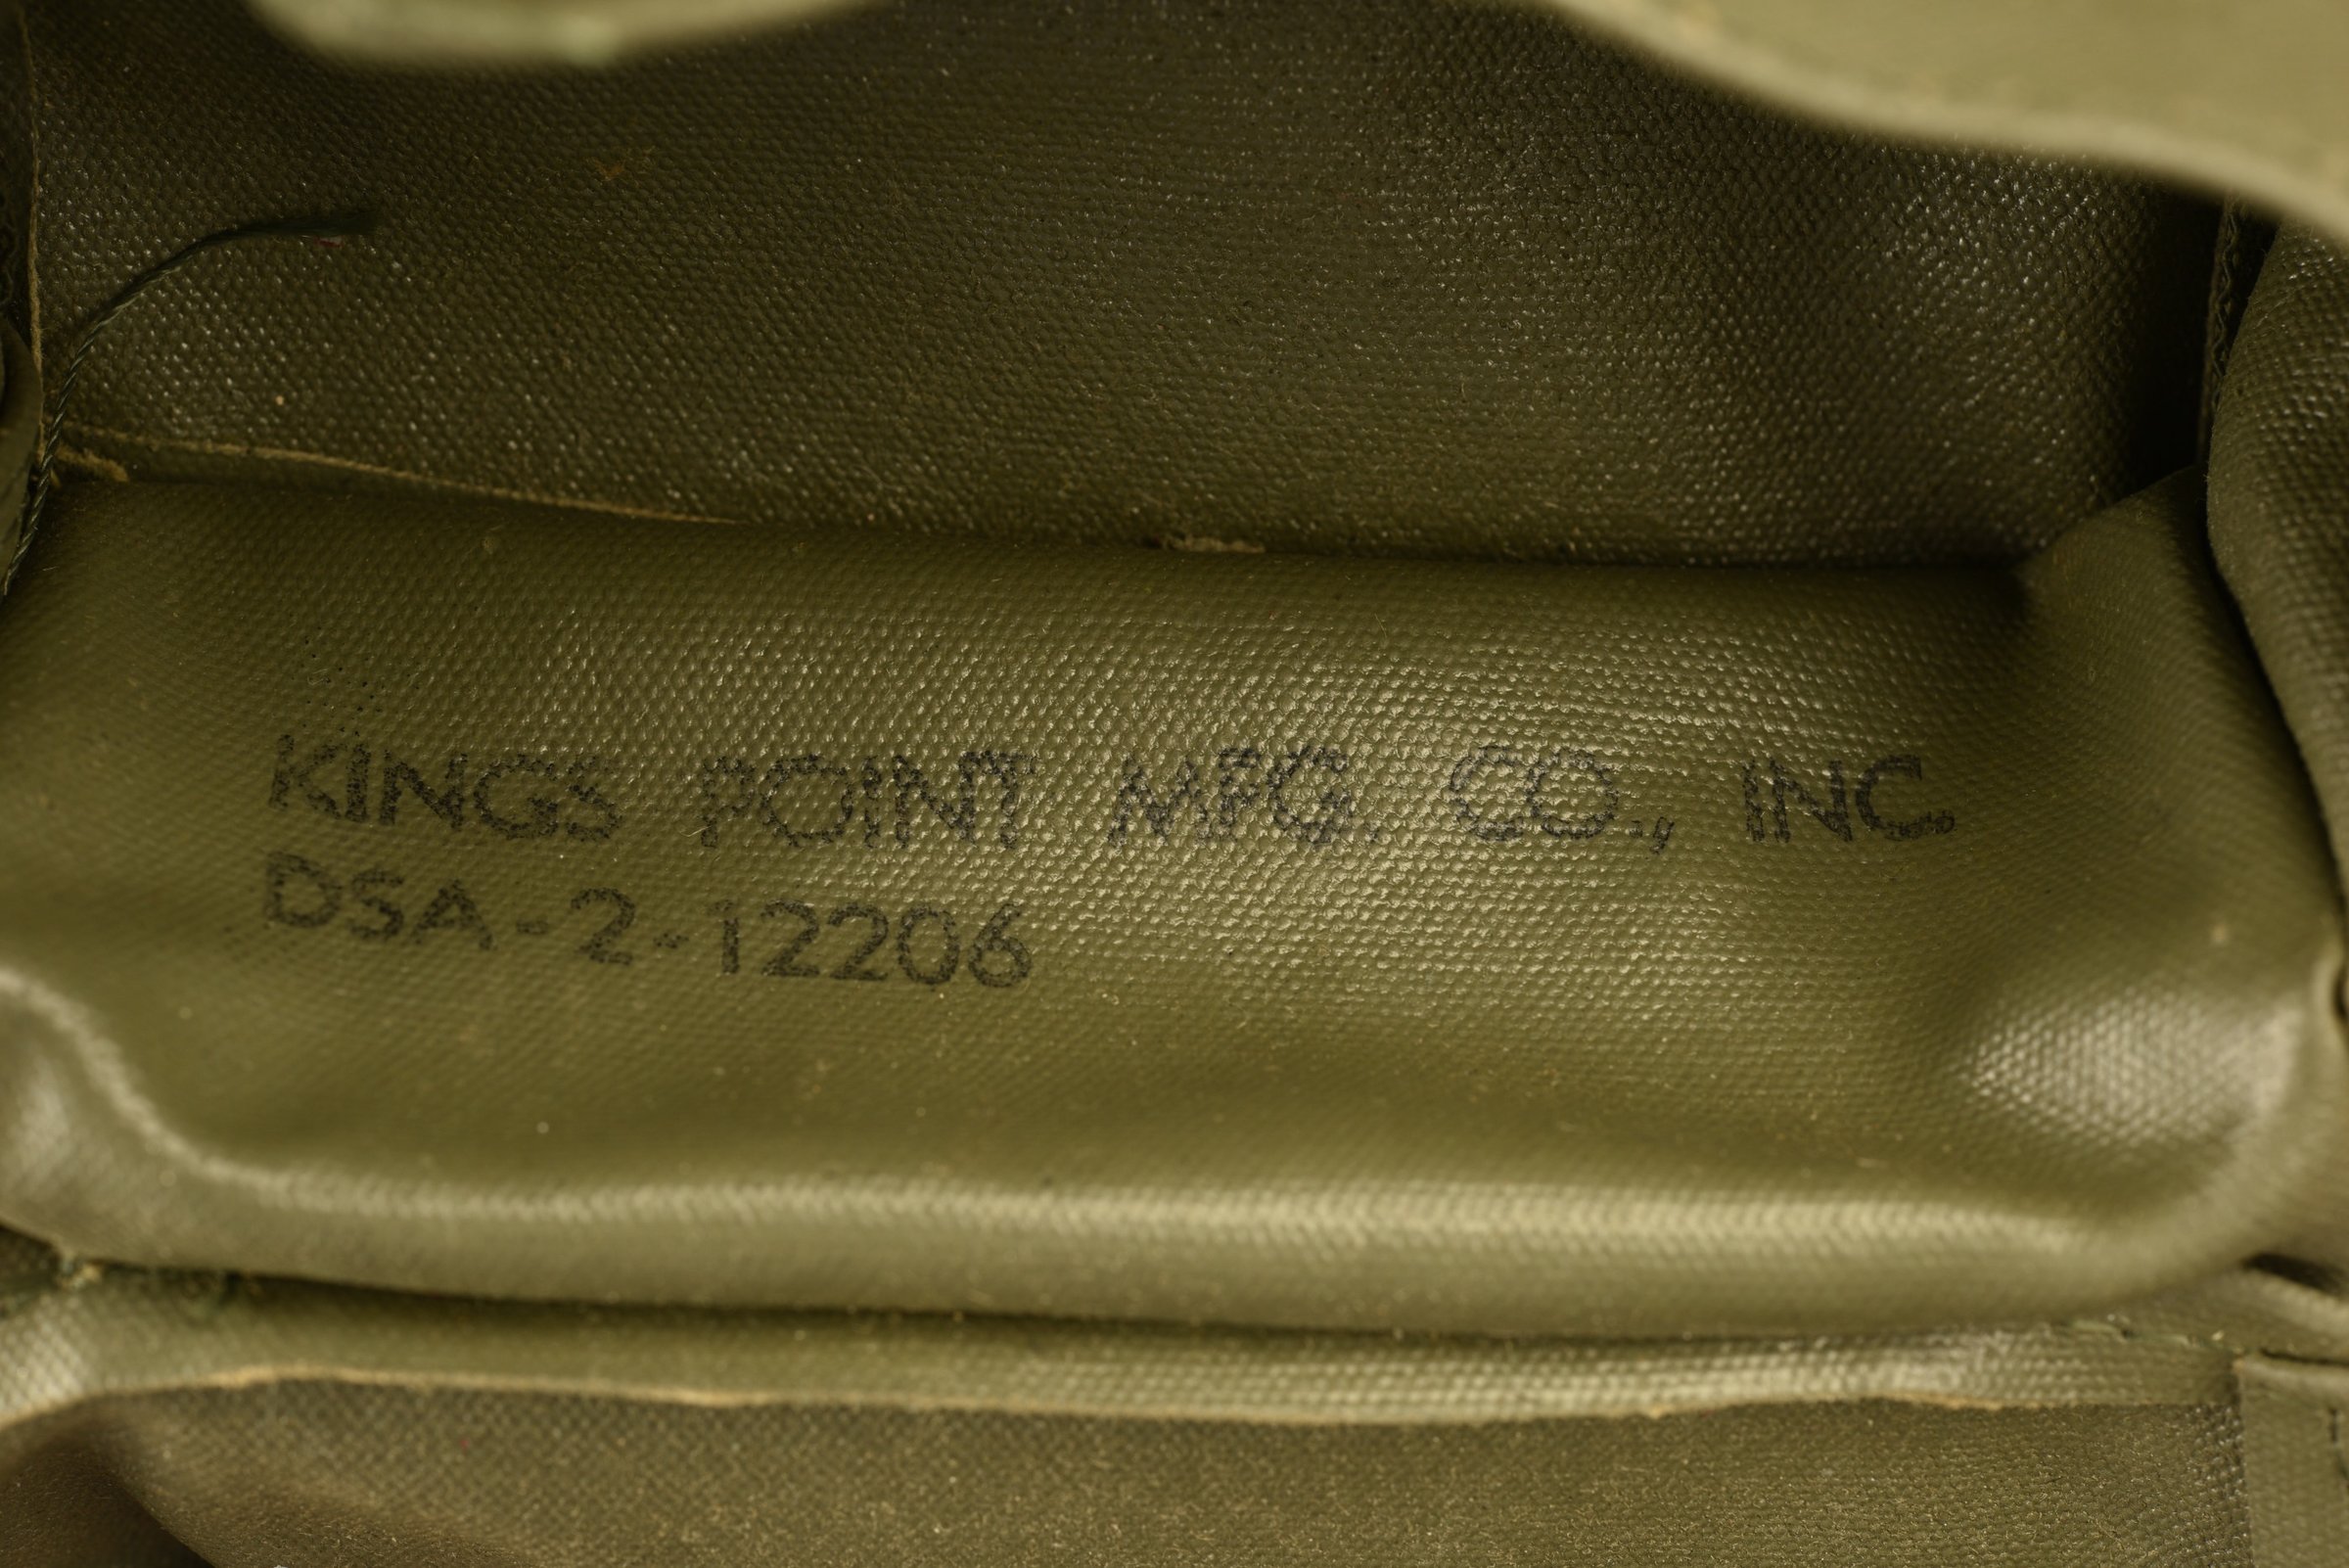 KINGS POINT MFG. CO., INC.
DSA-2-12206